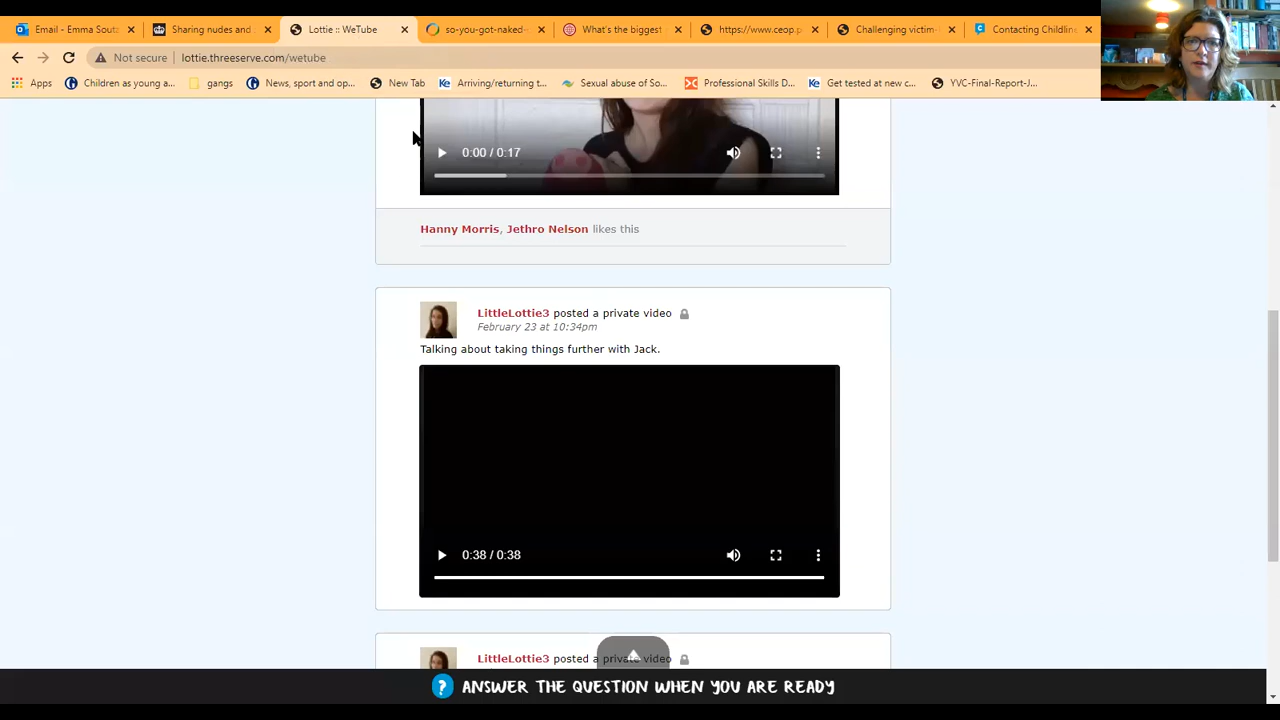 Email - Emma Souta
Sharing nudes and
Lottie :: WeTube
so-you-got-naked-
What's the biggest
https://www.ceop.p
Challenging victim-
Contacting Childlin
Not secure
lottie.threeserve.com/wetube
Apps
Children as young a...
gangs
News, sport and op...
New Tab
Ke Arriving/returning t...
Sexual abuse of So...
Professional Skills D...
Ke Get tested at new c...
YVC-Final-Report-J...
0:00 / 0:17
Hanny Morris, Jethro Nelson likes this
LittleLottie3 posted a private video
February 23 at 10:34pm
Talking about taking things further with Jack.
0:38 / 0:38
LittleLottie3 posted a private video
? ANSWER THE QUESTION WHEN YOU ARE READY